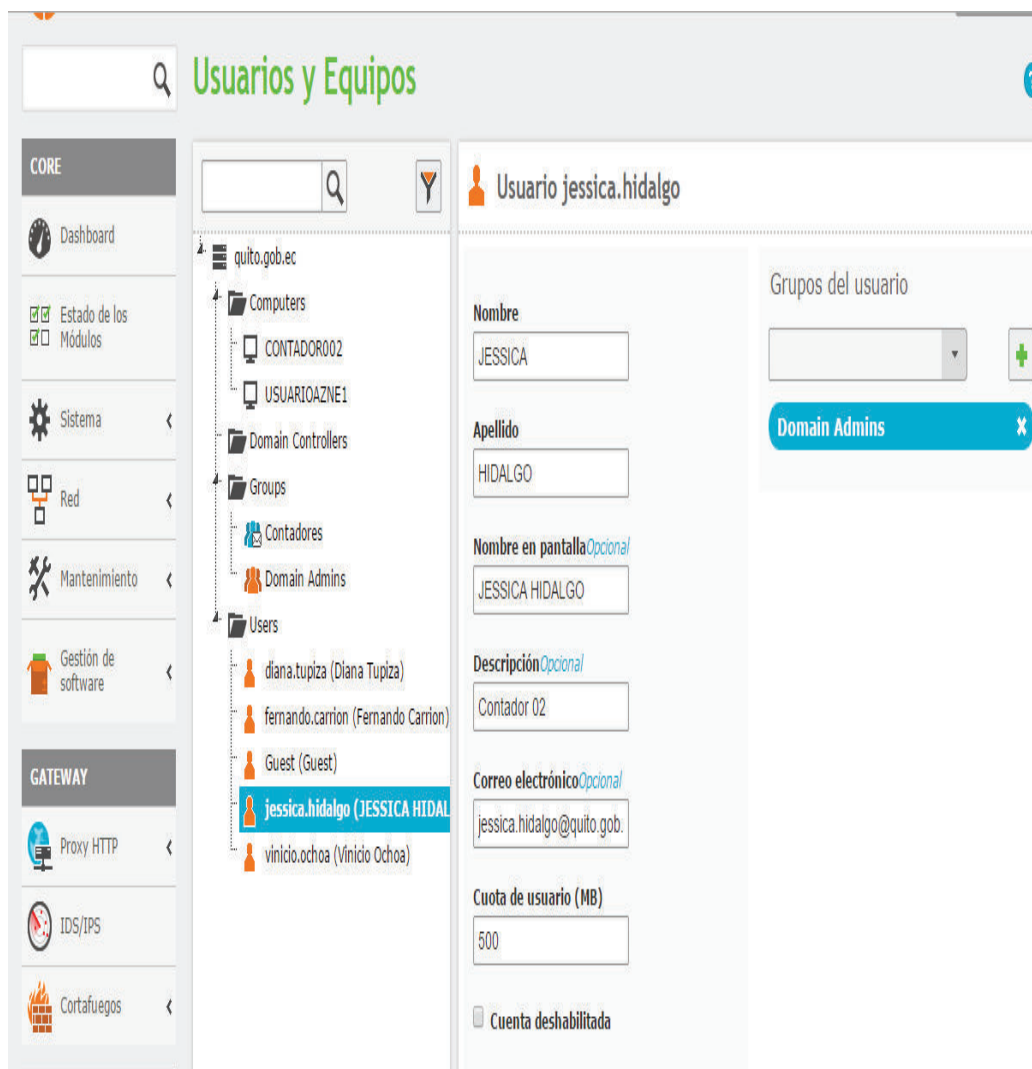 Usuarios y Equipos
CORE
Dashboard
Estado de los
Módulos
Sistema
Red
Mantenimiento
Gestión de
software
GATEWAY
Proxy HTTP
IDS/IPS
Cortafuegos
quito.gob.ec
Computers
CONTADOR002
USUARIOAZNE1
Domain Controllers
Groups
Contadores
Domain Admins
Users
diana.tupiza (Diana Tupiza)
fernando.carrion (Fernando Carrion)
Guest (Guest)
jessica.hidalgo (JESSICA HIDAL
vinicio.ochoa (Vinicio Ochoa)
Usuario jessica.hidalgo
Nombre
JESSICA
Apellido
HIDALGO
Nombre en pantalla Opcional
JESSICA HIDALGO
Descripción Opcional
Contador 02
Correo electrónico Opcional
jessica.hidalgo@quito.gob.
Cuota de usuario (MB)
500
Cuenta deshabilitada
Grupos del usuario
Domain Admins